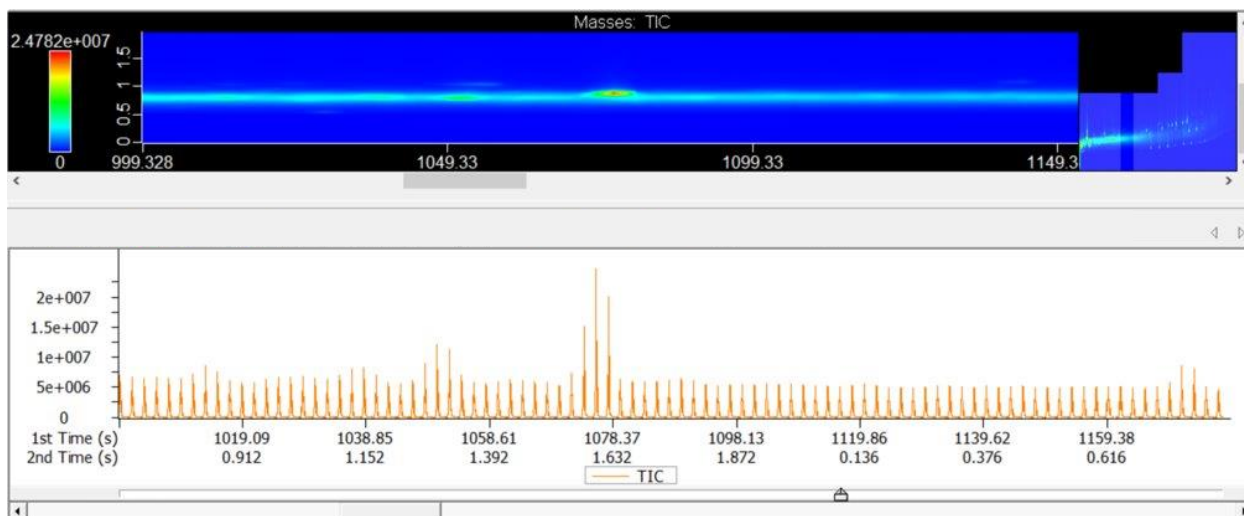 Masses: TIC
2.4782e+007
0
1.5
1
0.5
0
999.328 1049.33 1099.33 1149.3
2e+007
1.5e+007
1e+007
5e+006
0
1st Time (s) 1019.09 1038.85 1058.61 1078.37 1098.13 1119.86 1139.62 1159.38
2nd Time (s) 0.912 1.152 1.392 1.632 1.872 0.136 0.376 0.616
TIC